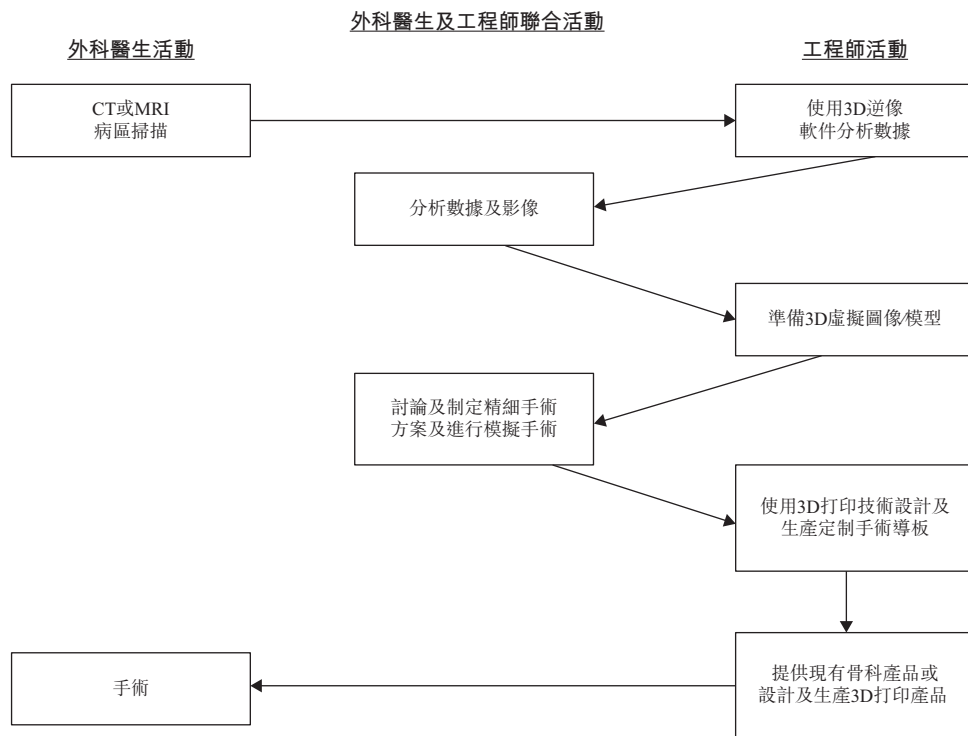 外科醫生及工程師聯合活動
外科醫生活動
工程師活動
CT或MRI
病區掃描
使用3D逆像
軟件分析數據
分析數據及影像
準備3D虛擬圖像/模型
討論及制定精細手術
方案及進行模擬手術
使用3D打印技術設計及
生產定制手術導板
手術
提供現有骨科產品或
設計及生產3D打印產品